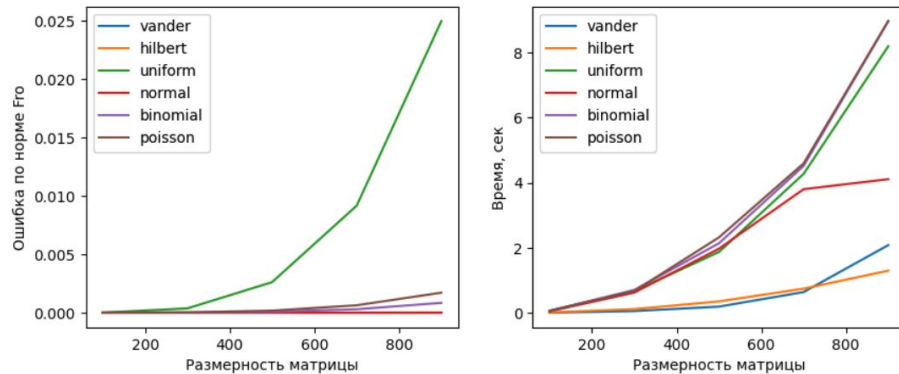 vander
hilbert
uniform
normal
binomial
poisson
0.025
0.020
0.015
0.010
0.005
0.000
Ошибка по норме Fro
200
400
600
800
Размерность матрицы
vander
hilbert
uniform
normal
binomial
poisson
8
6
4
2
0
Время, сек
200
400
600
800
Размерность матрицы